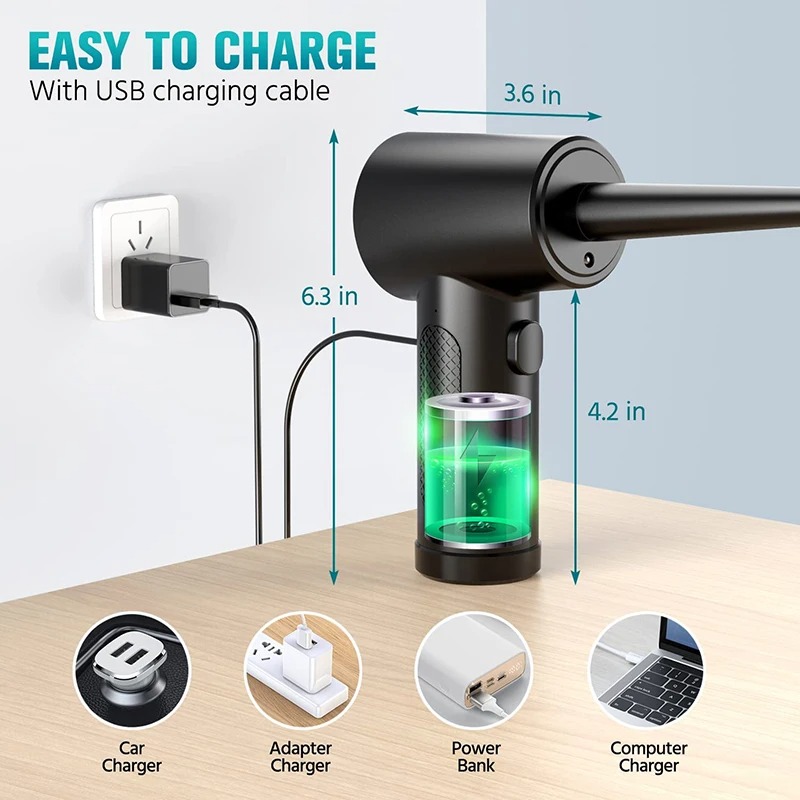 EASY TO CHARGE
With USB charging cable
3.6 in
6.3 in
4.2 in
Car
Charger
Adapter
Charger
Power
Bank
Computer
Charger